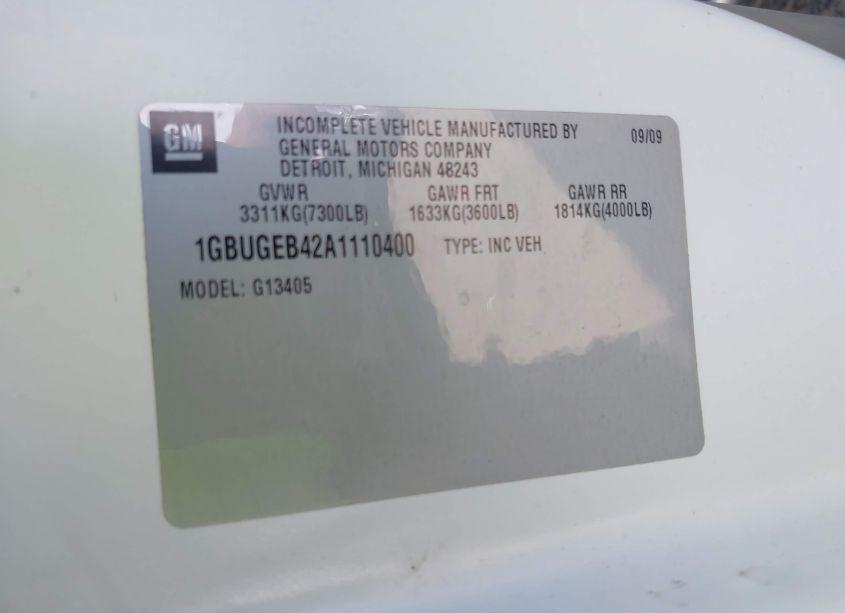 GM
INCOMPLETE VEHICLE MANUFACTURED BY 09/09
GENERAL MOTORS COMPANY
DETROIT, MICHIGAN 48243
GVWR GAWR FRT GAWR RR
3311KG(7300LB) 1633KG(3600LB) 1814KG(4000LB)
1GBUGEB42A1110400 TYPE: INC VEH
MODEL: G13405